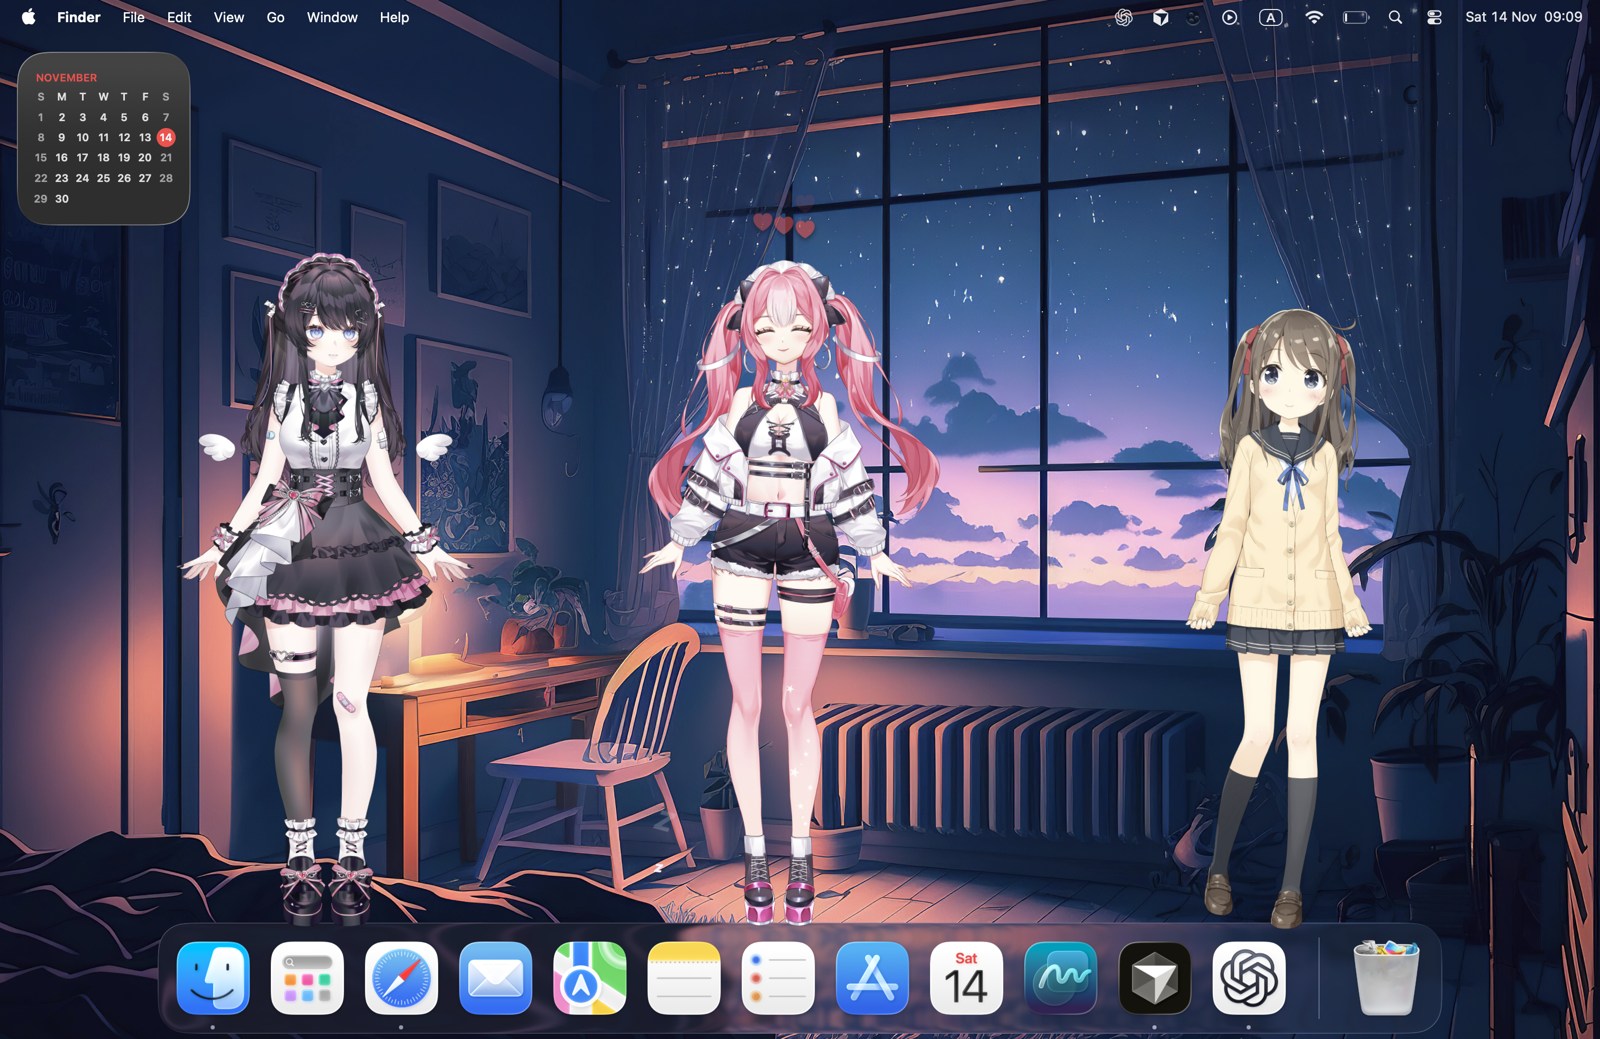 Finder File Edit View Go Window Help
A
Sat 14 Nov 09:09
NOVEMBER
S M T W T F S
1 2 3 4 5 6 7
8 9 10 11 12 13 14
15 16 17 18 19 20 21
22 23 24 25 26 27 28
29 30
Z
Sat
14